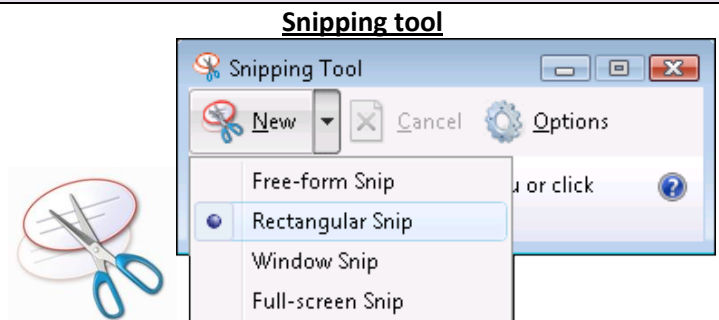 Snipping tool
Snipping Tool
New Cancel Options
Free-form Snip
or click
Rectangular Snip
Window Snip
Full-screen Snip